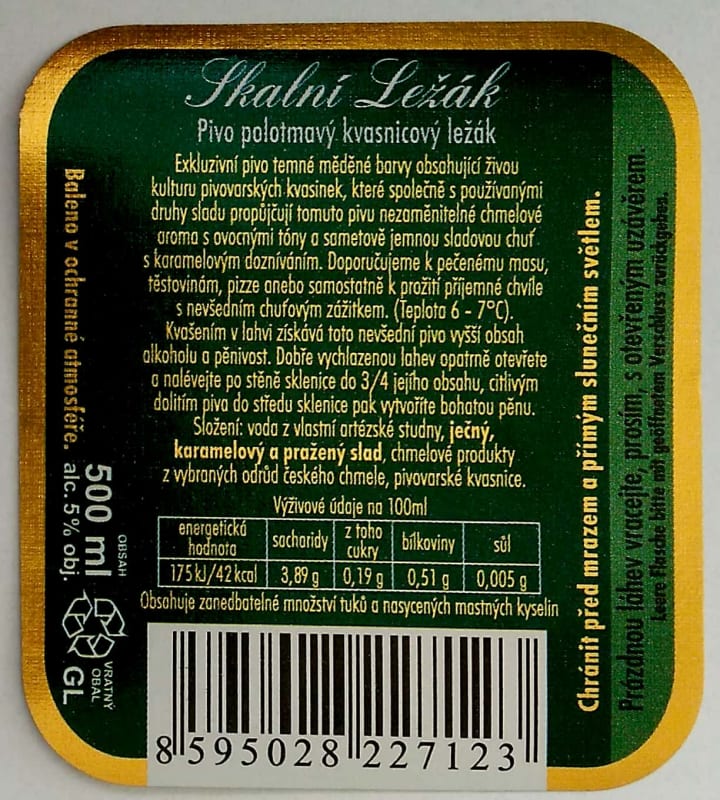 Skalní Ležák
Pivo polotmavý kvasnicový ležák
Exkluzivní pivo temné měděné barvy obsahující živou
kulturu pivovarských kvasinek, které společně s používanými
druhy sladu propůjčují tomuto pivu nezaměnitelné chmelové
aroma s ovocnými tóny a sametově jemnou sladovou chuť
s karamelovým dozníváním. Doporučujeme k pečenému masu,
těstovinám, pizze anebo samostatně k prožití příjemné chvíle
s nevšedním chuťovým zážitkem. (Teplota 6 - 7°C).
Kvašením v lahvi získává toto nevšední pivo vyšší obsah
alkoholu a pěnivost. Dobře vychlazenou lahev opatrně otevřete
a nalévejte po stěně sklenice do 3/4 jejího obsahu, citlivým
dolitím piva do středu sklenice pak vytvoříte bohatou pěnu.
Složení: voda z vlastní artézské studny, ječný,
karamelový a pražený slad, chmelové produkty
z vybraných odrůd českého chmele, pivovarské kvasnice.
Výživové údaje na 100ml
energetická hodnota sacharidy z toho cukry bílkoviny sůl
175 kJ/42 kcal 3,89 g 0,19 g 0,51 g 0,005 g
Obsahuje zanedbatelné množství tuků a nasycených mastných kyselin
8 595028 227123
Baleno v ochranné atmosféře.
OBSAH
500 ml
alc. 5% obj.
VRATNÝ
OBAL
GL
Chránit před mrazem a přímým slunečním světlem.
Prázdnou lahev vracejte, prosím, s otevřeným uzávěrem.
Leere Flasche bitte mit geöffnetem Verschluss zurückgeben.